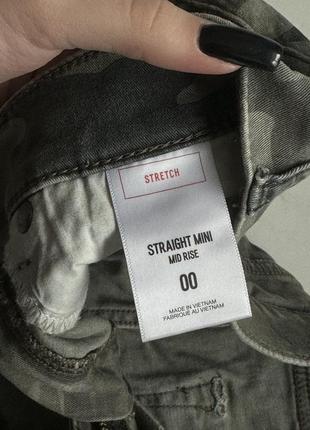 STRETCH
STRAIGHT MINI
MID RISE
00
MADE IN VIETNAM
FABRIQUÉ AU VIETNAM